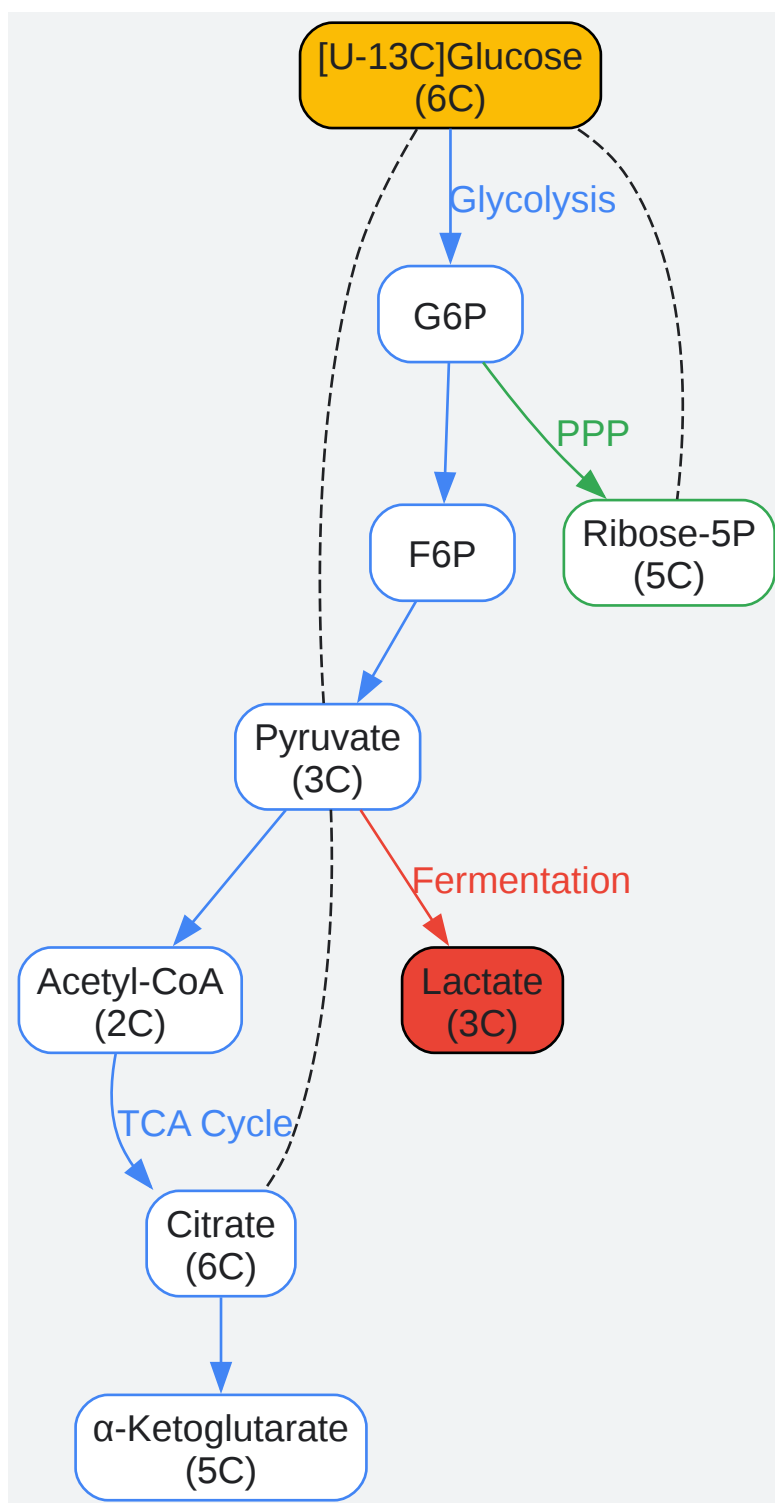 [U-13C]Glucose
(6C)
Glycolysis
G6P
PPP
F6P
Ribose-5P
(5C)
Pyruvate
(3C)
Fermentation
Acetyl-CoA
(2C)
Lactate
(3C)
TCA Cycle
Citrate
(6C)
α-Ketoglutarate
(5C)